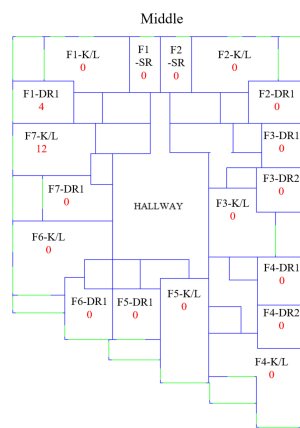 Middle
F1-K/L
0
F1
-SR
0
F2
-SR
0
F2-K/L
0
F1-DR1
4
F2-DR1
0
F7-K/L
12
F3-DR1
0
F7-DR1
0
HALLWAY
F3-K/L
0
F3-DR2
0
F6-K/L
0
F4-DR1
0
F6-DR1
0
F5-DR1
0
F5-K/L
0
F4-DR2
0
F4-K/L
0